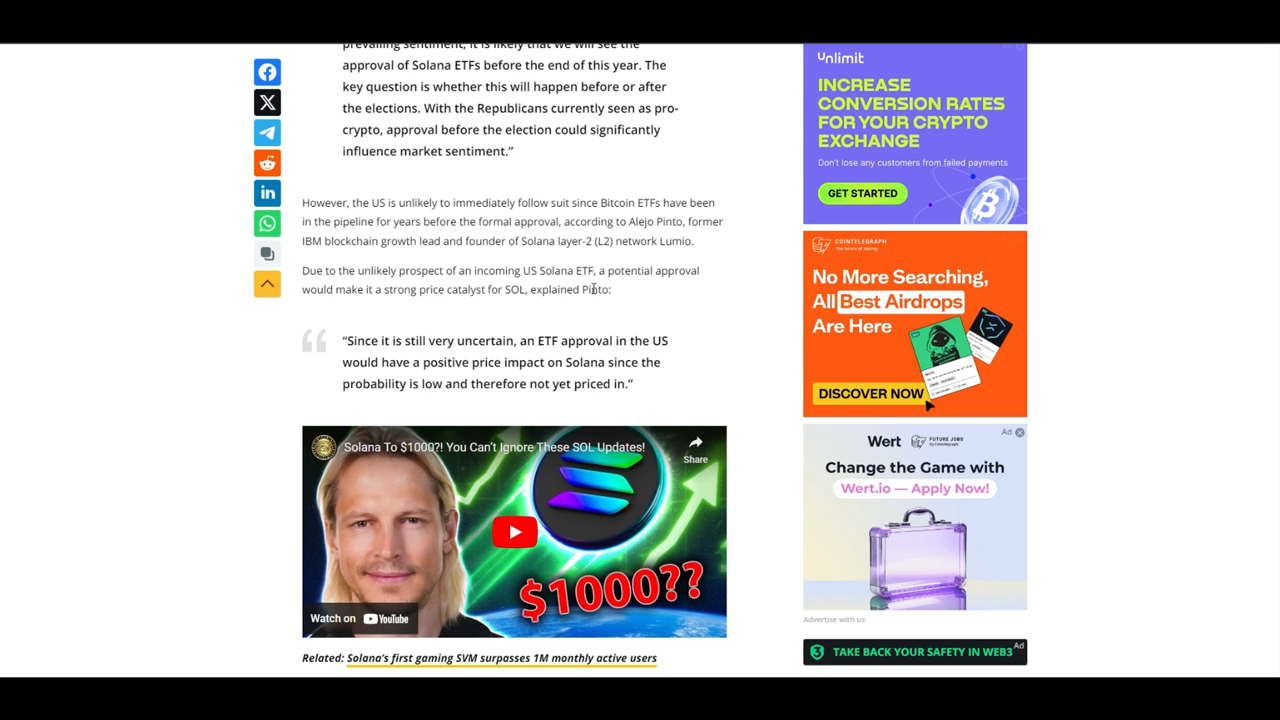 prevailing sentiment, it is likely that we will see the
approval of Solana ETFs before the end of this year. The
key question is whether this will happen before or after
the elections. With the Republicans currently seen as pro-
crypto, approval before the election could significantly
influence market sentiment.”
However, the US is unlikely to immediately follow suit since Bitcoin ETFs have been
in the pipeline for years before the formal approval, according to Alejo Pinto, former
IBM blockchain growth lead and founder of Solana layer-2 (L2) network Lumio.
Due to the unlikely prospect of an incoming US Solana ETF, a potential approval
would make it a strong price catalyst for SOL, explained Pinto:
“Since it is still very uncertain, an ETF approval in the US
would have a positive price impact on Solana since the
probability is low and therefore not yet priced in.”
Solana To $1000?! You Can’t Ignore These SOL Updates!
Share
$1000??
Watch on YouTube
Related: Solana’s first gaming SVM surpasses 1M monthly active users
unlimit
INCREASE
CONVERSION RATES
FOR YOUR CRYPTO
EXCHANGE
Don’t lose any customers from failed payments
GET STARTED
COINTELEGRAPH
The future of money
No More Searching,
All Best Airdrops
Are Here
DISCOVER NOW
Ad
Wert
FUTURE JOBS
Change the Game with
Wert.io — Apply Now!
Advertise with us
TAKE BACK YOUR SAFETY IN WEB3
Ad